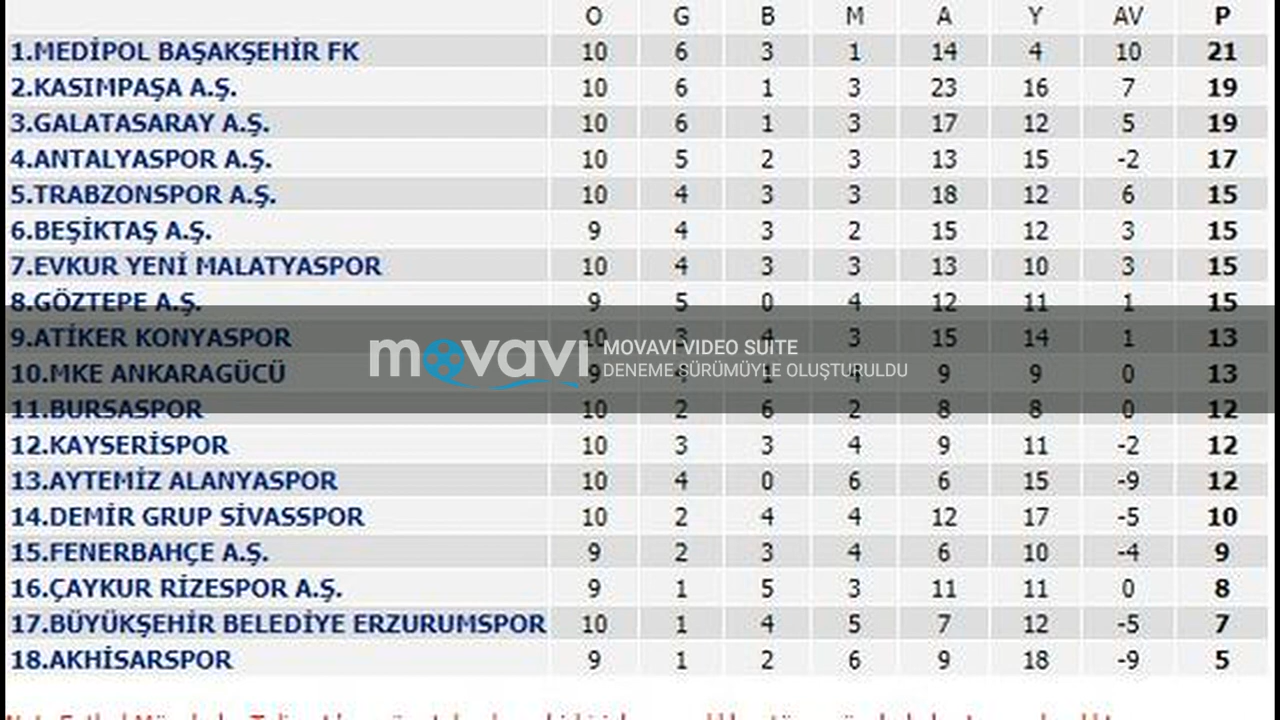 O G B M A Y AV P
1.MEDİPOL BAŞAKŞEHİR FK 10 6 3 1 14 4 10 21
2.KASIMPAŞA A.Ş. 10 6 1 3 23 16 7 19
3.GALATASARAY A.Ş. 10 6 1 3 17 12 5 19
4.ANTALYASPOR A.Ş. 10 5 2 3 13 15 -2 17
5.TRABZONSPOR A.Ş. 10 4 3 3 18 12 6 15
6.BEŞİKTAŞ A.Ş. 9 4 3 2 15 12 3 15
7.EVKUR YENİ MALATYASPOR 10 4 3 3 13 10 3 15
8.GÖZTEPE A.Ş. 9 5 0 4 12 11 1 15
9.ATİKER KONYASPOR 10 3 4 3 15 14 1 13
movavi MOVAVI VIDEO SUITE
DENEME SÜRÜMÜYLE OLUŞTURULDU
10.MKE ANKARAGÜCÜ 9 4 1 4 9 9 0 13
11.BURSASPOR 10 2 6 2 8 8 0 12
12.KAYSERİSPOR 10 3 3 4 9 11 -2 12
13.AYTEMİZ ALANYASPOR 10 4 0 6 6 15 -9 12
14.DEMİR GRUP SİVASSPOR 10 2 4 4 12 17 -5 10
15.FENERBAHÇE A.Ş. 9 2 3 4 6 10 -4 9
16.ÇAYKUR RİZESPOR A.Ş. 9 1 5 3 11 11 0 8
17.BÜYÜKŞEHİR BELEDİYE ERZURUMSPOR 10 1 4 5 7 12 -5 7
18.AKHİSARSPOR 9 1 2 6 9 18 -9 5